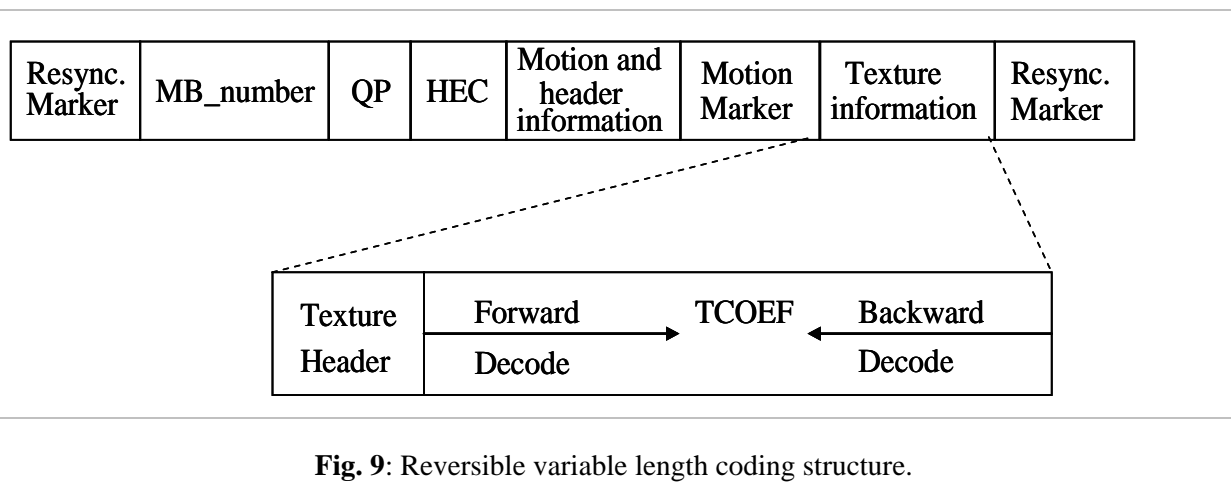 Resync.
Marker
MB_number
QP
HEC
Motion and
header
information
Motion
Marker
Texture
information
Resync.
Marker
Texture
Header
Forward
Decode
TCOEF
Backward
Decode
Fig. 9: Reversible variable length coding structure.